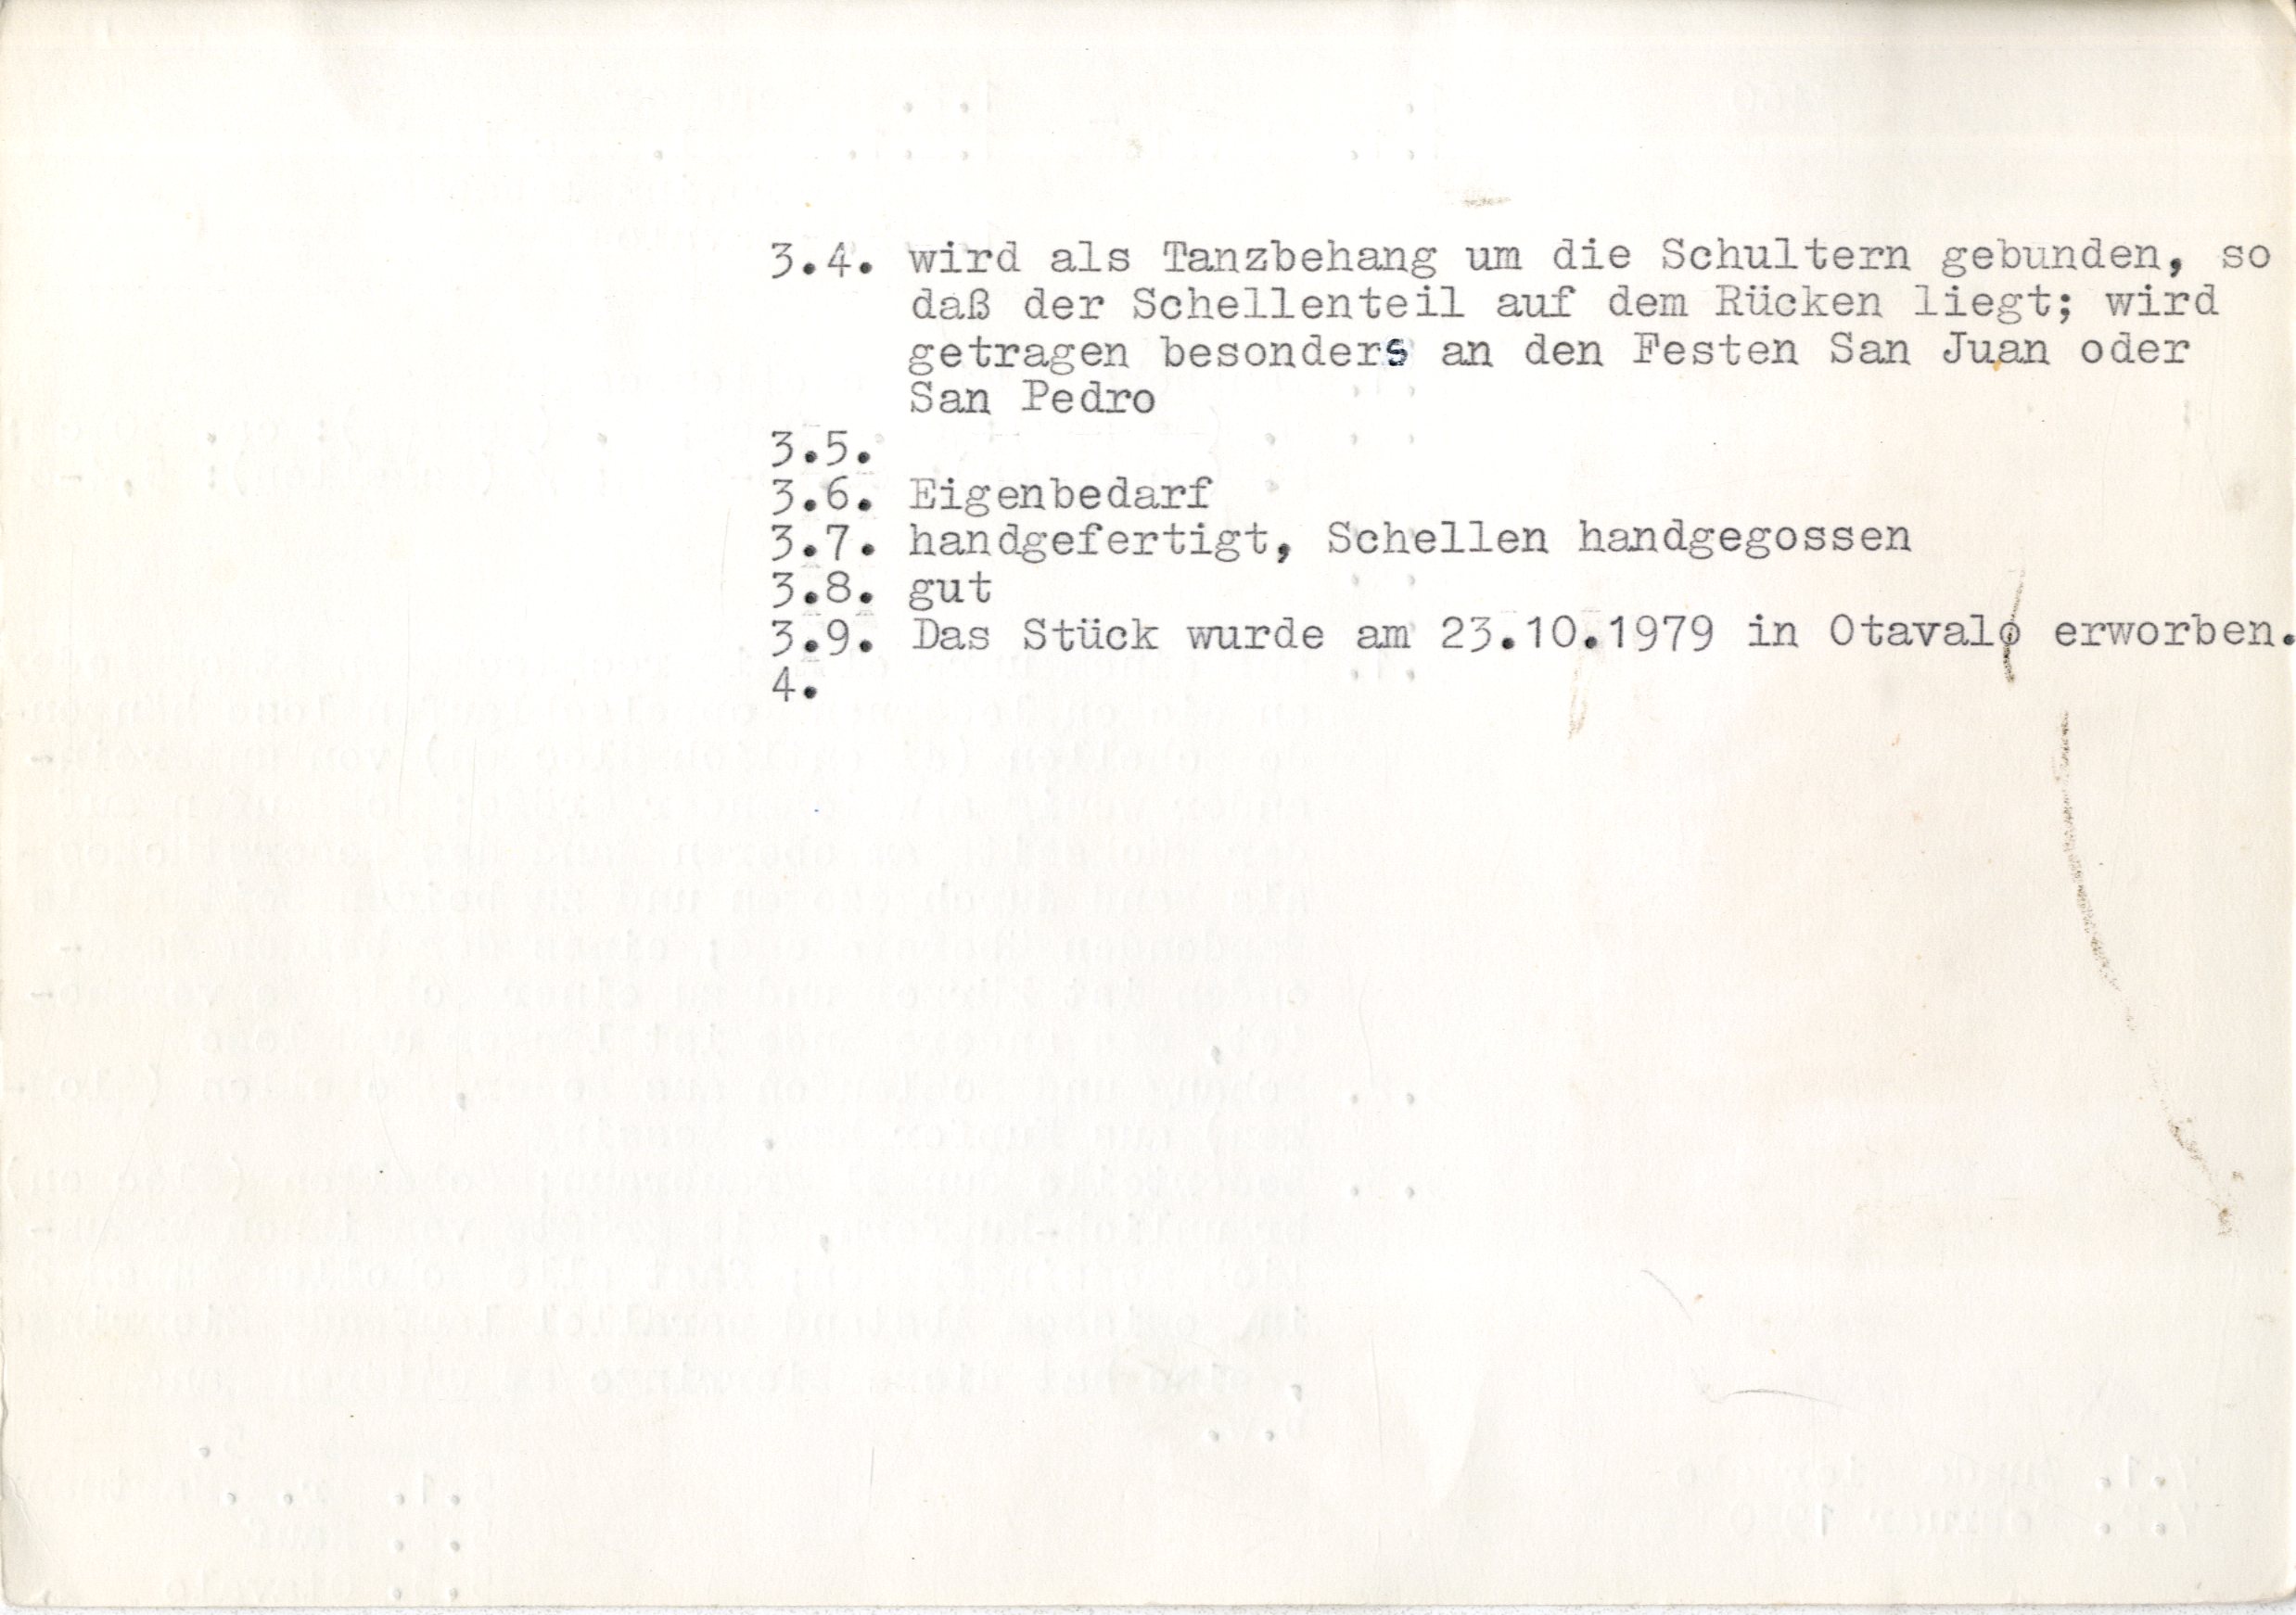 3.4. wird als Tanzbehang um die Schultern gebunden, so
daß der Schellenteil auf dem Rücken liegt; wird
getragen besonders an den Festen San Juan oder
San Pedro
3.5.
3.6. Eigenbedarf
3.7. handgefertigt, Schellen handgegossen
3.8. gut
3.9. Das Stück wurde am 23.10.1979 in Otavalo erworben.
4.